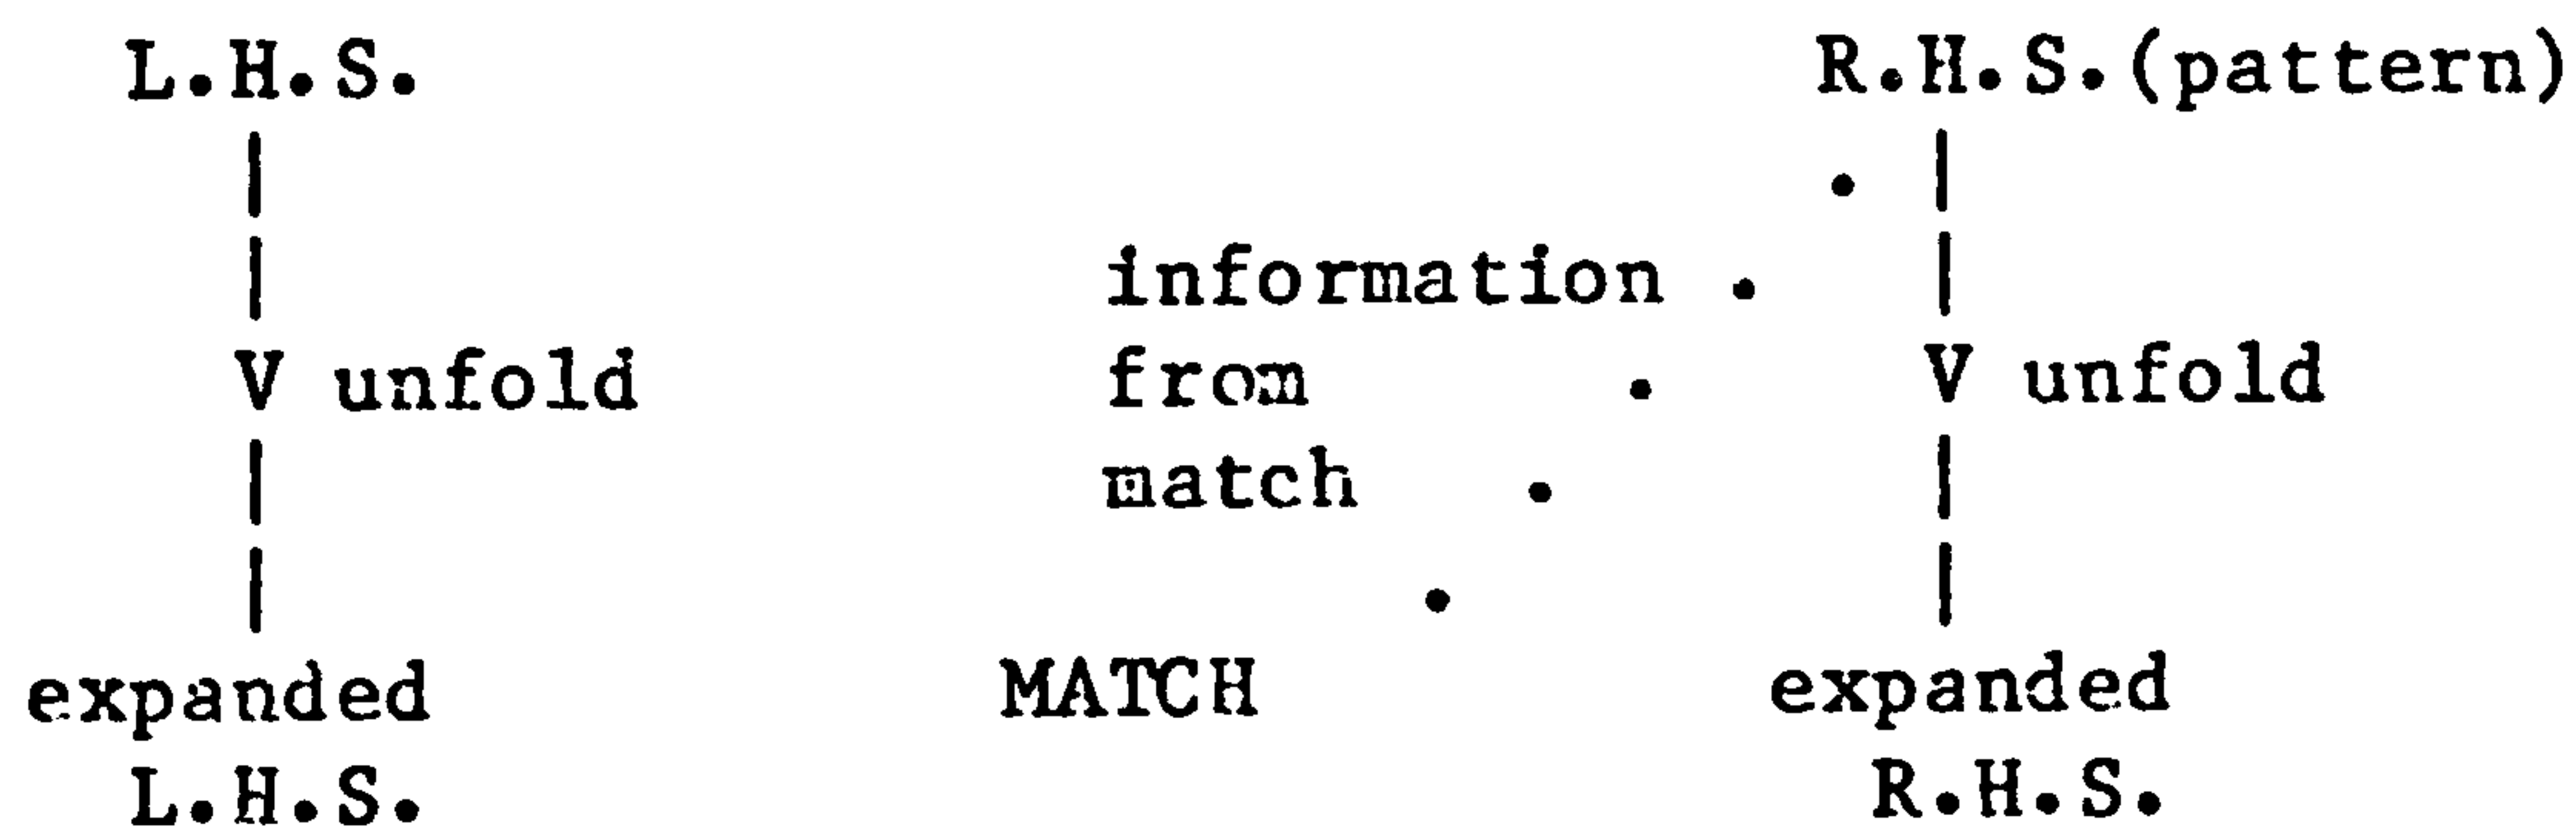 L.H.S. R.H.S.(pattern)
information
V unfold from V unfold
match
expanded MATCH expanded
L.H.S. R.H.S.